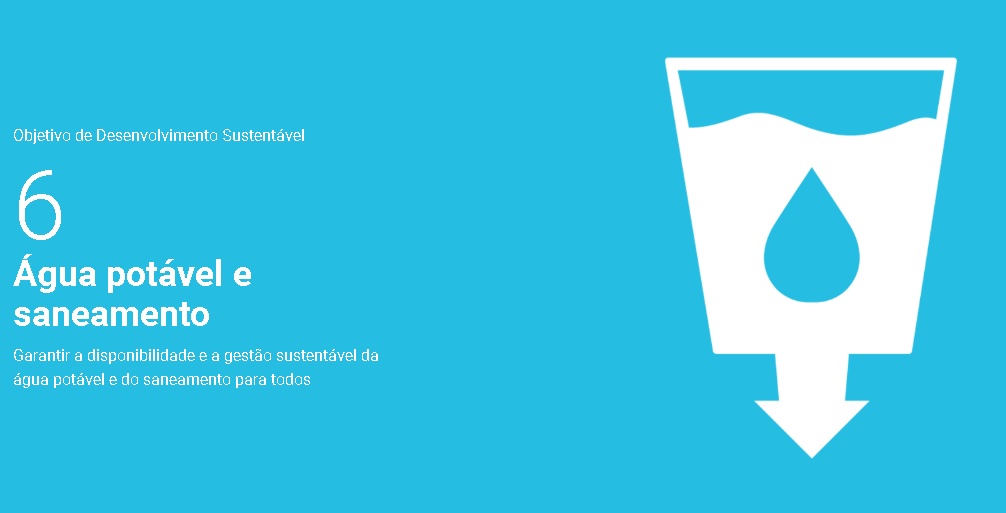 Objetivo de Desenvolvimento Sustentável
6
Água potável e
saneamento
Garantir a disponibilidade e a gestão sustentável da
água potável e do saneamento para todos